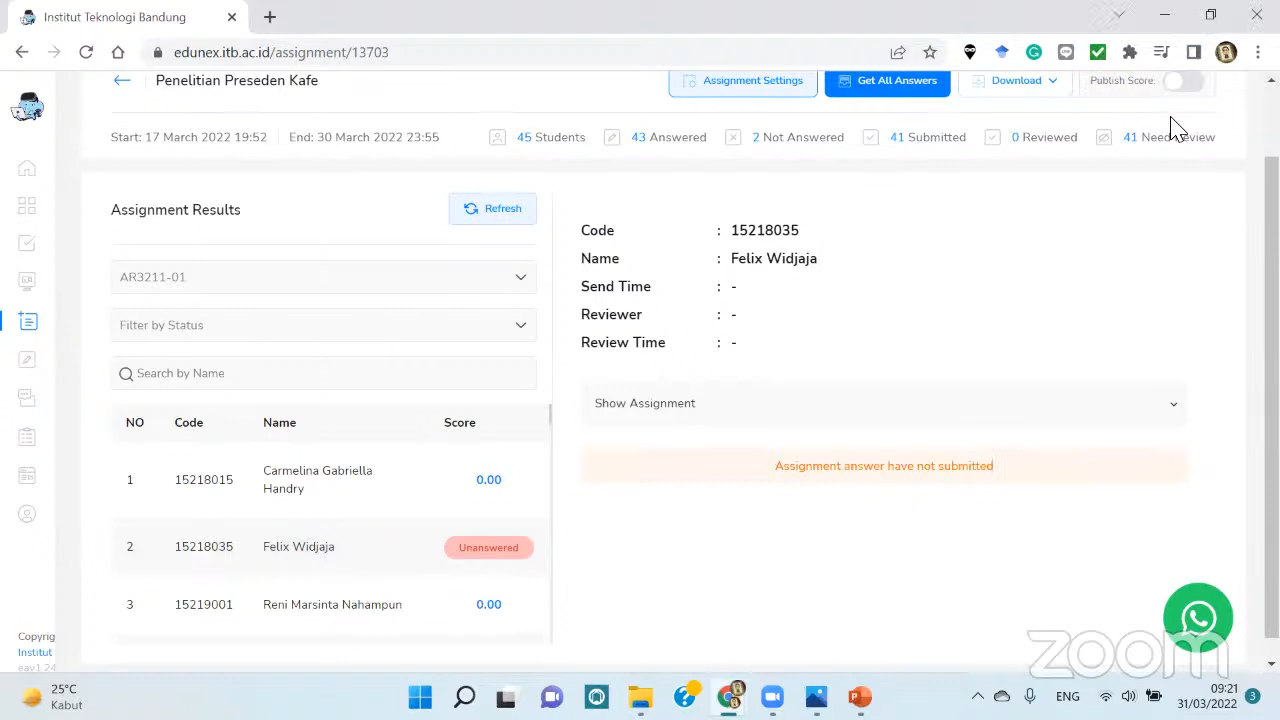 Institut Teknologi Bandung
edunex.itb.ac.id/assignment/13703
Penelitian Preseden Kafe
Assignment Settings
Get All Answers
Download
Publish Score:
Start: 17 March 2022 19:52
End: 30 March 2022 23:55
45 Students
43 Answered
2 Not Answered
41 Submitted
0 Reviewed
41 Need Review
Assignment Results
Refresh
AR3211-01
Filter by Status
Search by Name
NO Code Name Score
1 15218015 Carmelina Gabriella
Handry 0.00
2 15218035 Felix Widjaja Unanswered
3 15219001 Reni Marsinta Nahampun 0.00
Code : 15218035
Name : Felix Widjaja
Send Time : -
Reviewer : -
Review Time : -
Show Assignment
Assignment answer have not submitted
Copyrig
Institut
eav1.24
zoom
25°C
Kabut
ENG
09:21
31/03/2022
3